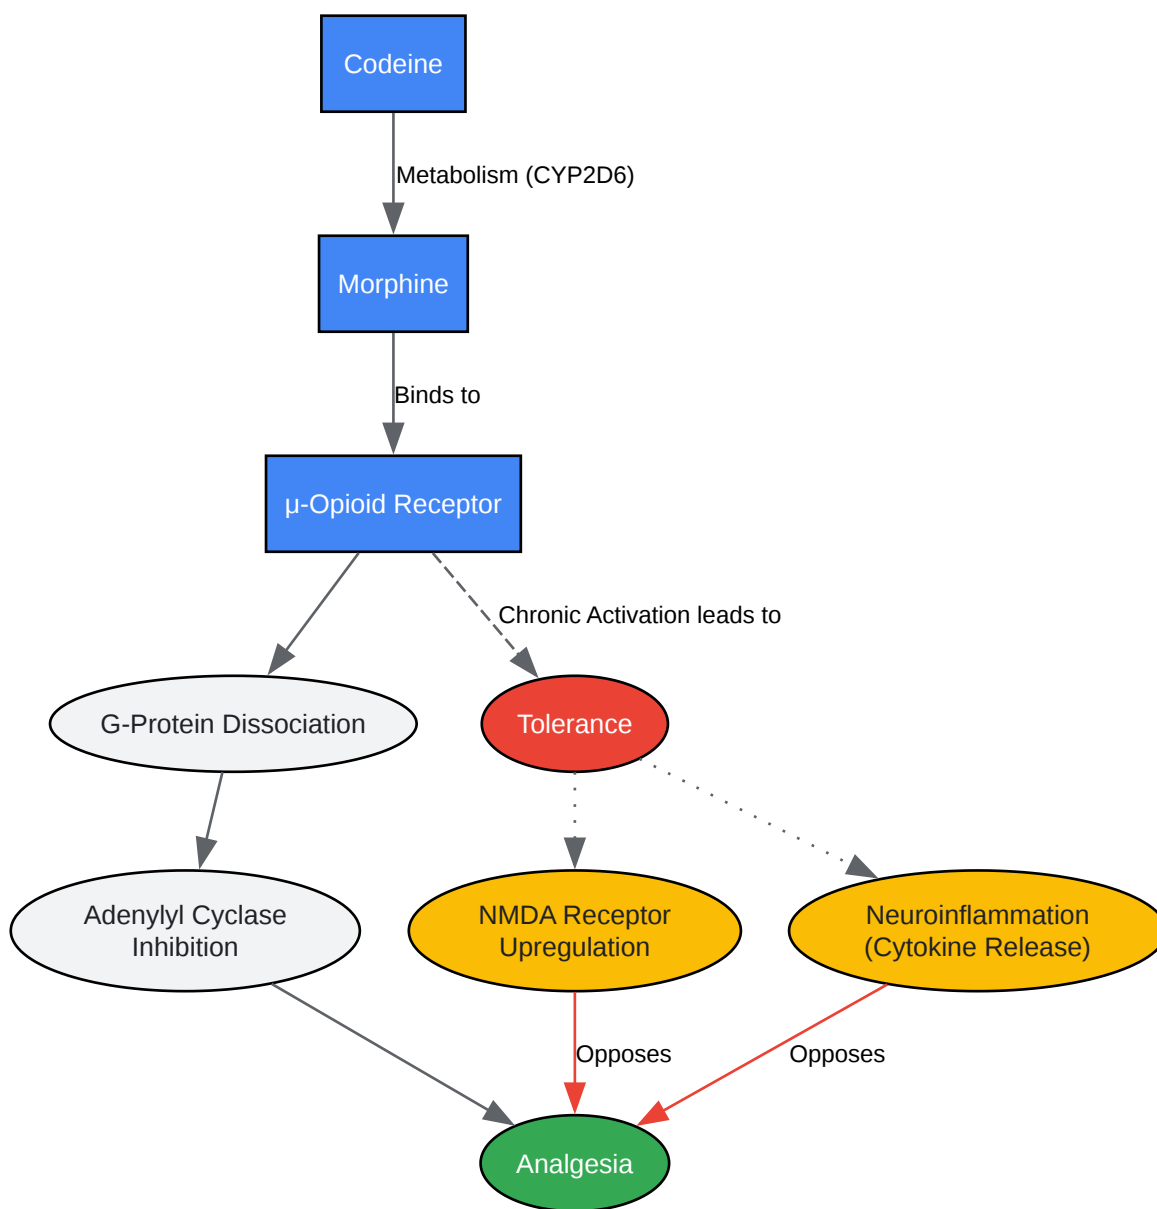 Codeine
Metabolism (CYP2D6)
Morphine
Binds to
μ-Opioid Receptor
Chronic Activation leads to
G-Protein Dissociation
Tolerance
Adenylyl Cyclase
Inhibition
NMDA Receptor
Upregulation
Neuroinflammation
(Cytokine Release)
Opposes
Opposes
Analgesia